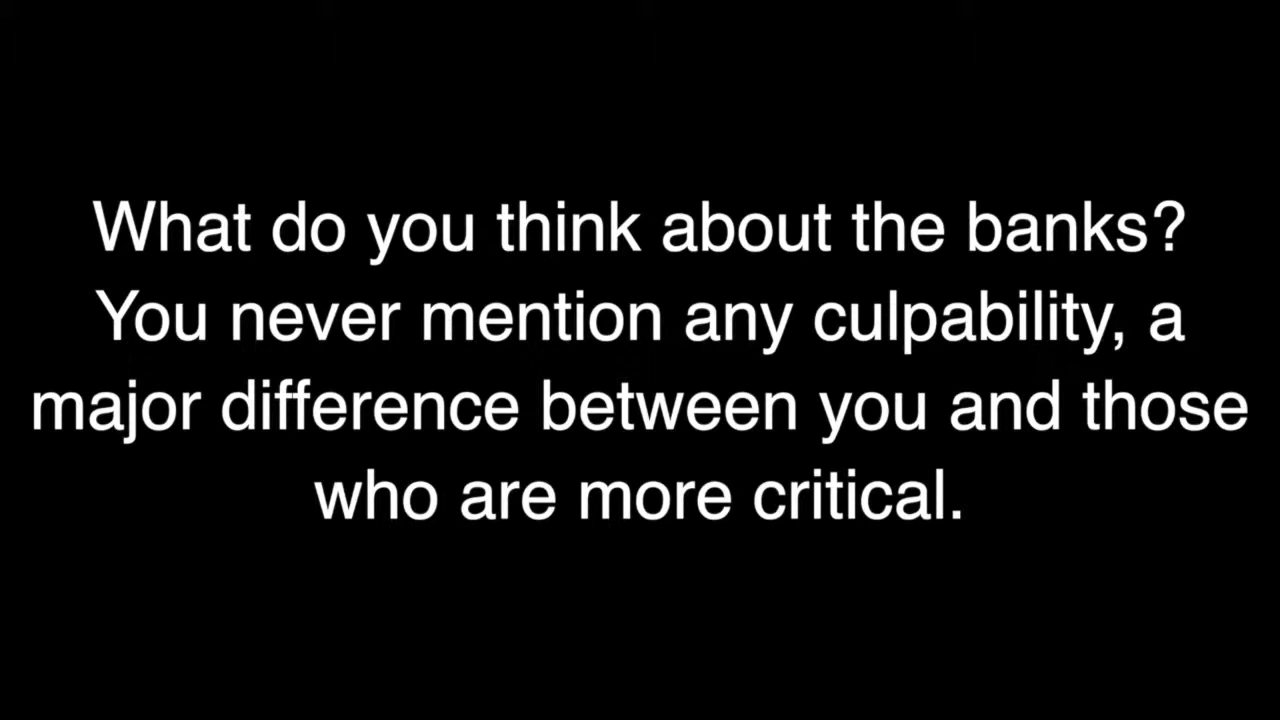 What do you think about the banks?
You never mention any culpability, a
major difference between you and those
who are more critical.